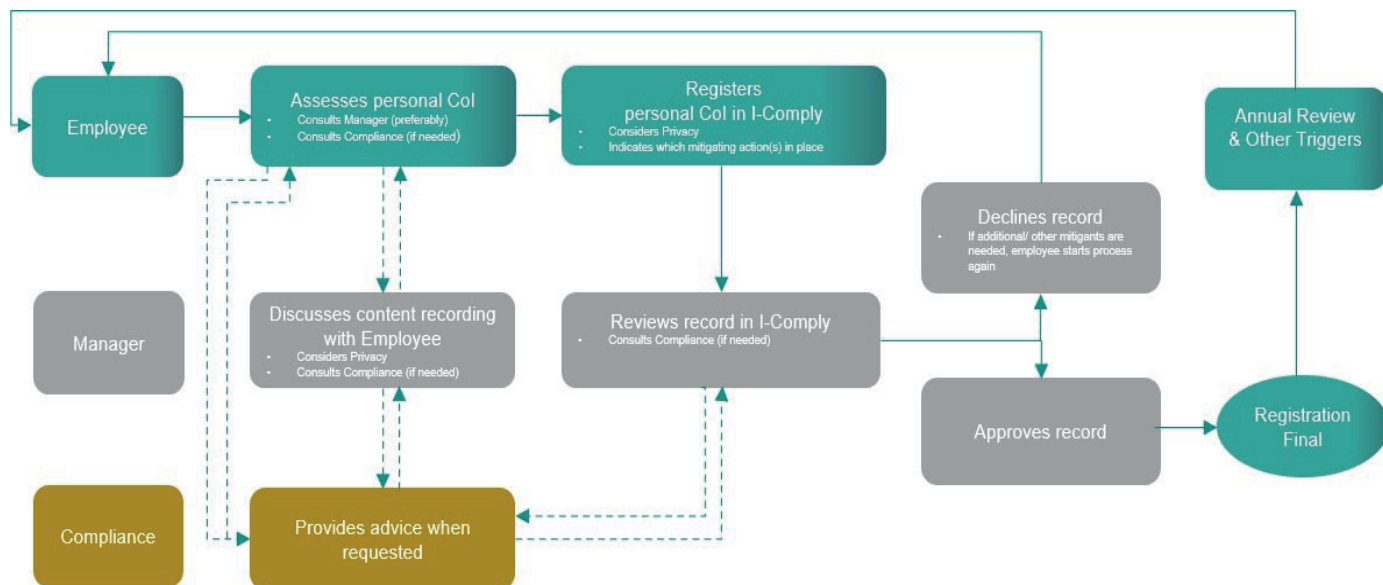 Employee
Assesses personal CoI
• Consults Manager (preferably)
• Consults Compliance (if needed)
Registers
personal CoI in I-Comply
• Considers Privacy
• Indicates which mitigating action(s) in place
Annual Review
& Other Triggers
Declines record
• If additional/ other mitigants are
needed, employee starts process
again
Manager
Discusses content recording
with Employee
• Considers Privacy
• Consults Compliance (if needed)
Reviews record in I-Comply
• Consults Compliance (if needed)
Approves record
Registration
Final
Compliance
Provides advice when
requested